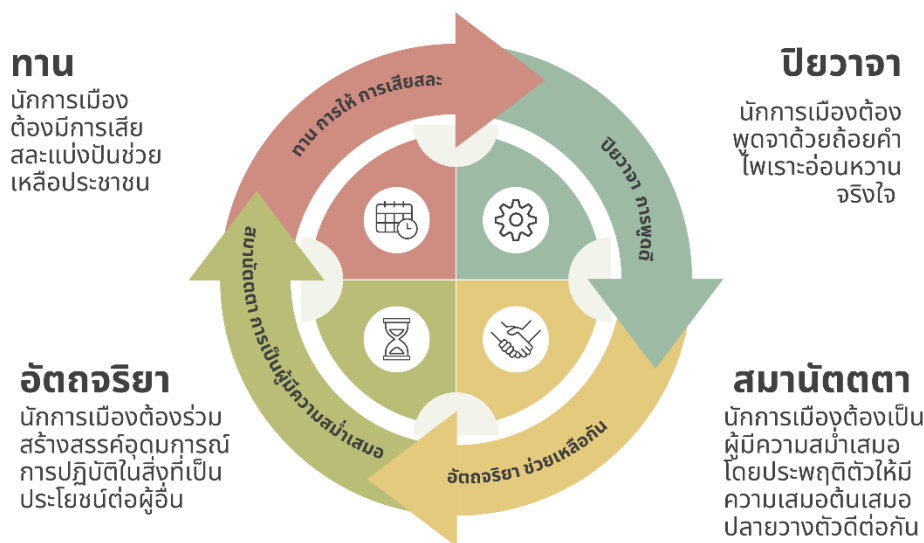 ทาน
นักการเมือง
ต้องมีการเสีย
สละแบ่งปันช่วย
เหลือประชาชน
ปิยวาจา
นักการเมืองต้อง
พูดจาด้วยถ้อยคำ
ไพเราะอ่อนหวาน
จริงใจ
ทาน การให้ การเสียสละ
ปิยวาจา การพูดดี
สมานัตตตา การเป็นผู้มีความสม่ำเสมอ
อัตถจริยา ช่วยเหลือกัน
อัตถจริยา
นักการเมืองต้องร่วม
สร้างสรรค์อุดมการณ์
การปฏิบัติในสิ่งที่เป็น
ประโยชน์ต่อผู้อื่น
สมานัตตตา
นักการเมืองต้องเป็น
ผู้มีความสม่ำเสมอ
โดยประพฤติตัวให้มี
ความเสมอต้นเสมอ
ปลายวางตัวดีต่อกัน